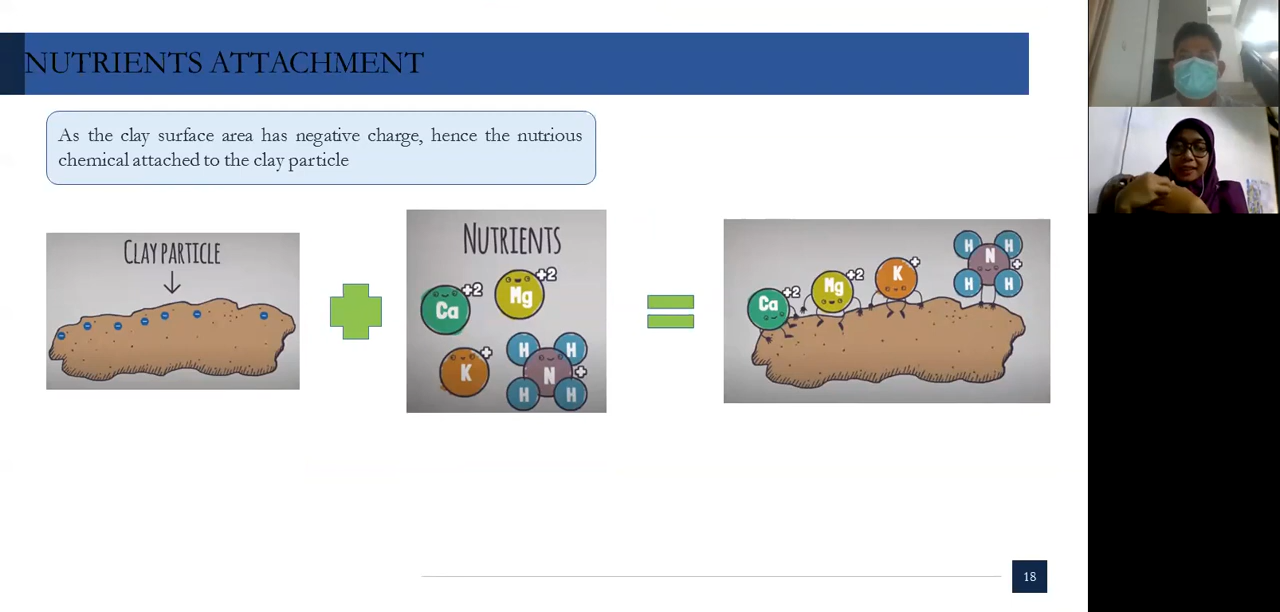 NUTRIENTS ATTACHMENT
As the clay surface area has negative charge, hence the nutrious
chemical attached to the clay particle
CLAY PARTICLE
NUTRIENTS
Ca +2
Mg +2
K +
H H
N +
H H
Ca +2
Mg +2
K +
H H
N +
H H
18